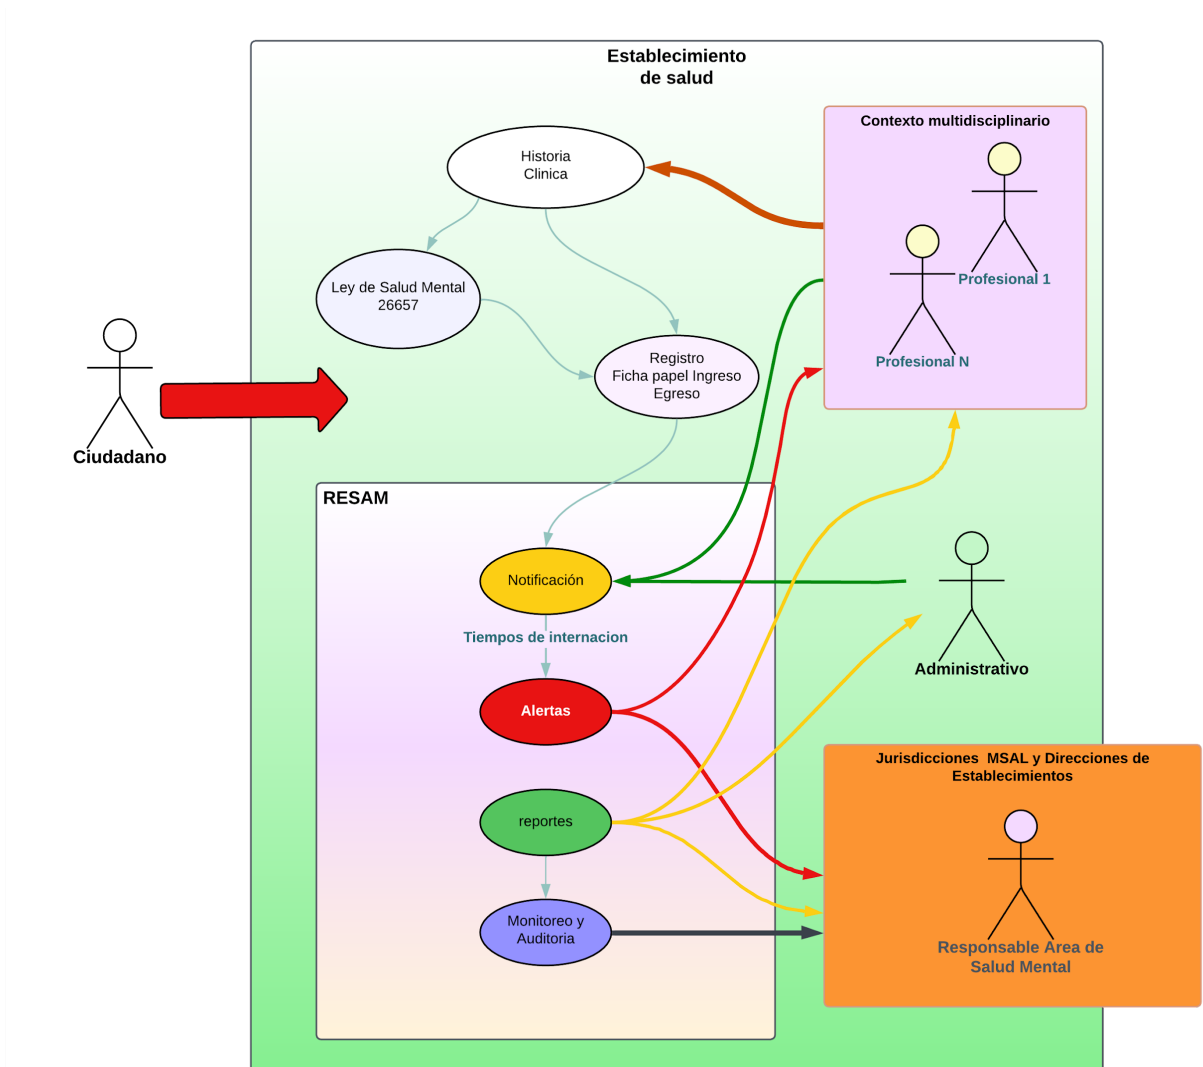 Establecimiento
de salud
Contexto multidisciplinario
Historia
Clinica
Profesional 1
Ley de Salud Mental
26657
Profesional N
Registro
Ficha papel Ingreso
Egreso
Ciudadano
RESAM
Notificación
Tiempos de internacion
Administrativo
Alertas
Jurisdicciones  MSAL y Direcciones de
Establecimientos
reportes
Monitoreo y
Auditoria
Responsable Area de
Salud Mental